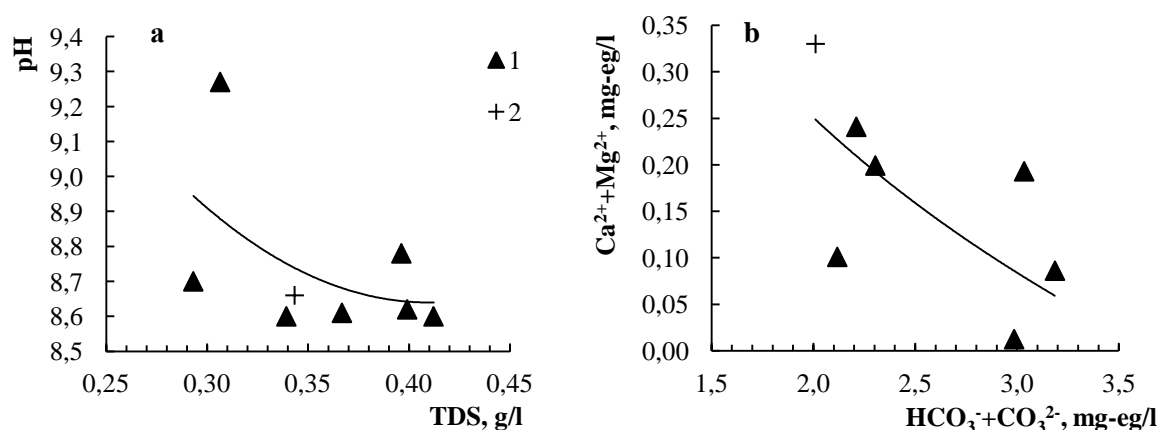 a
pH
9,4
9,3
9,2
9,1
9,0
8,9
8,8
8,7
8,6
8,5
0,25 0,30 0,35 0,40 0,45
TDS, g/l
1
2
b
Ca²⁺+Mg²⁺, mg-eg/l
0,35
0,30
0,25
0,20
0,15
0,10
0,05
0,00
1,5 2,0 2,5 3,0 3,5
HCO₃⁻+CO₃²⁻, mg-eg/l